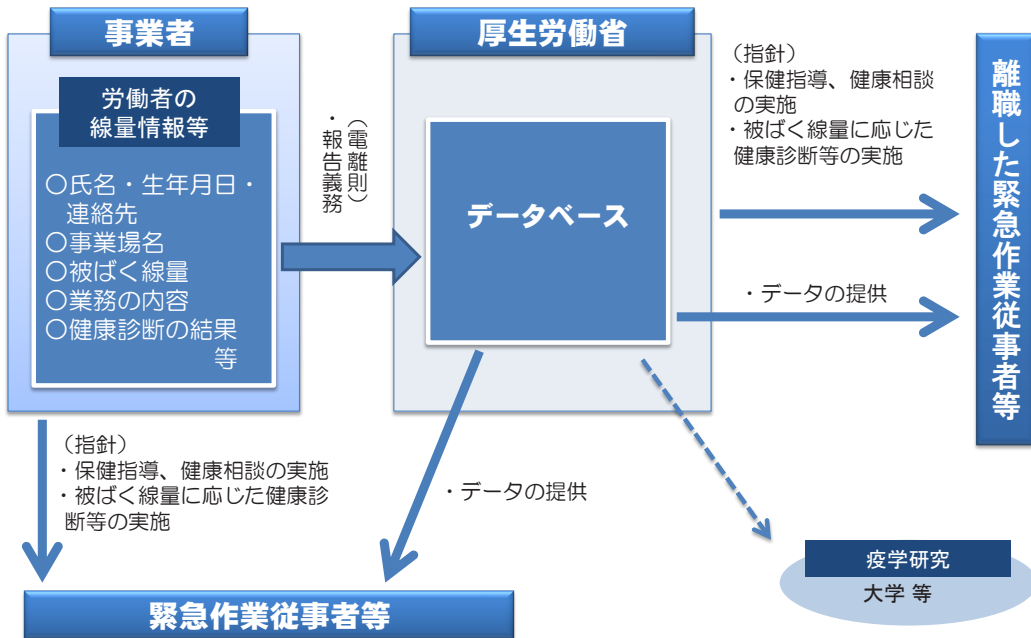 事業者
労働者の
線量情報等
〇氏名・生年月日・
連絡先
〇事業場名
〇被ばく線量
〇業務の内容
〇健康診断の結果
等
（電離則）
・報告義務
厚生労働省
データベース
（指針）
・保健指導、健康相談
の実施
・被ばく線量に応じた
健康診断等の実施
・データの提供
離職した緊急作業従事者等
（指針）
・保健指導、健康相談の実施
・被ばく線量に応じた健康診
断等の実施
・データの提供
緊急作業従事者等
疫学研究
大学 等